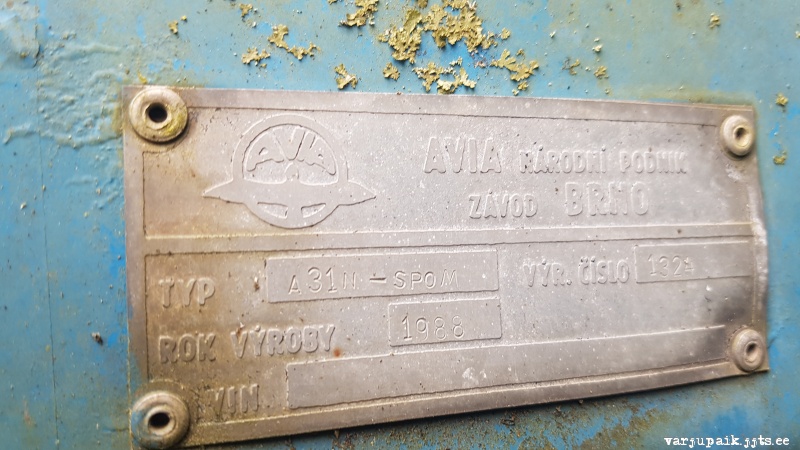 AVIA
AVIA NÁRODNÍ PODNIK
ZÁVOD BRNO
TYP A31N-SPOM VÝR. ČÍSLO 1324
ROK VÝROBY 1988
VIN
varjupaik.jjts.ee